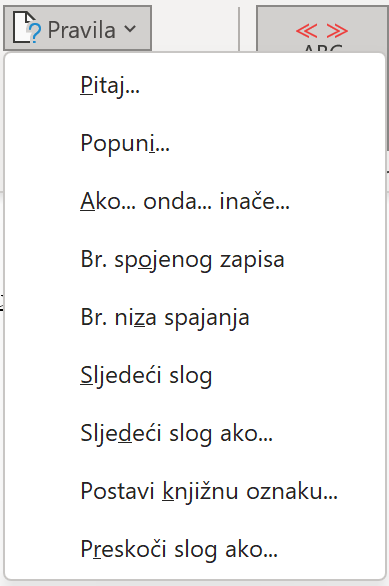 Pravila
Pitaj...
Popuni...
Ako... onda... inače...
Br. spojenog zapisa
Br. niza spajanja
Sljedeći slog
Sljedeći slog ako...
Postavi knjižnu oznaku...
Preskoči slog ako...